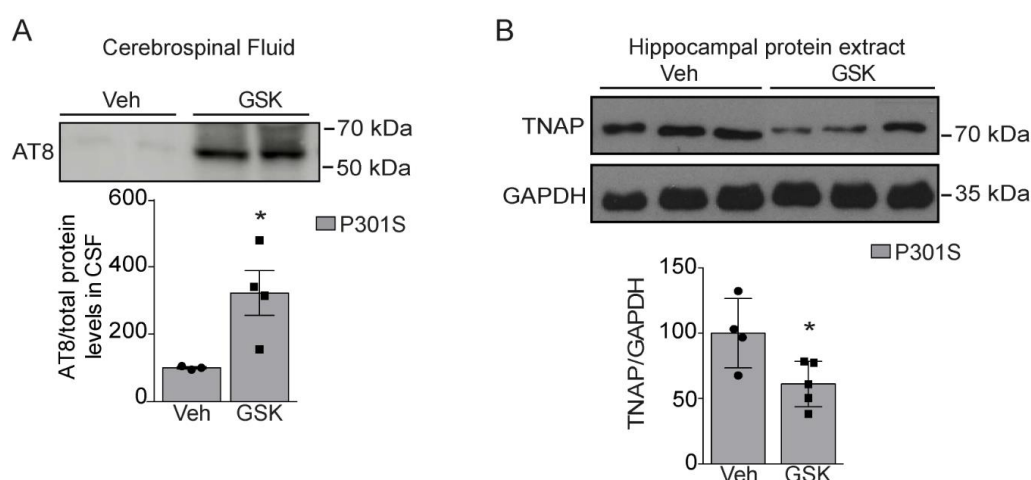 A
Cerebrospinal Fluid
Veh GSK
AT8
–70 kDa
–50 kDa
AT8/total protein
levels in CSF
600
400
200
0
*
P301S
Veh GSK
B
Hippocampal protein extract
Veh GSK
TNAP
–70 kDa
GAPDH
–35 kDa
P301S
TNAP/GAPDH
150
100
50
0
*
Veh GSK